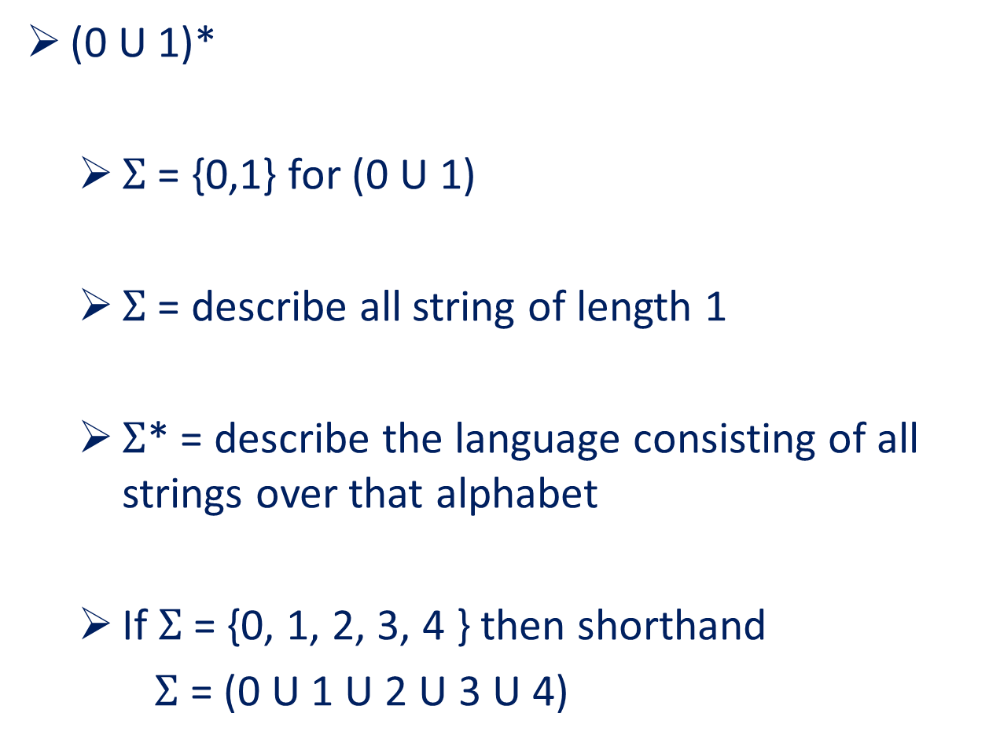 ➢ (0 U 1)*
➢ Σ = {0,1} for (0 U 1)
➢ Σ = describe all string of length 1
➢ Σ* = describe the language consisting of all
strings over that alphabet
➢ If Σ = {0, 1, 2, 3, 4 } then shorthand
Σ = (0 U 1 U 2 U 3 U 4)